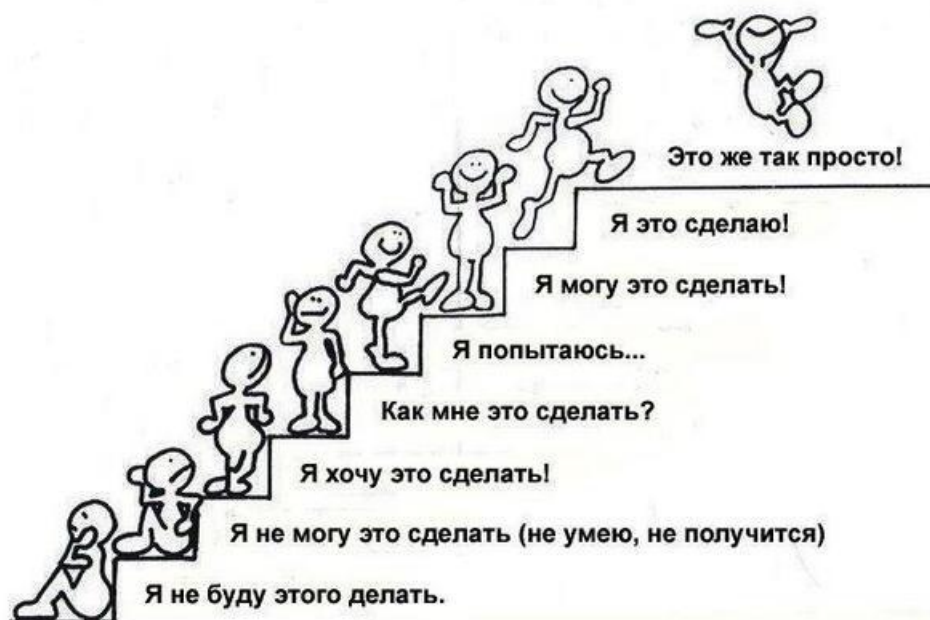 Это же так просто!
Я это сделаю!
Я могу это сделать!
Я попытаюсь...
Как мне это сделать?
Я хочу это сделать!
Я не могу это сделать (не умею, не получится)
Я не буду этого делать.